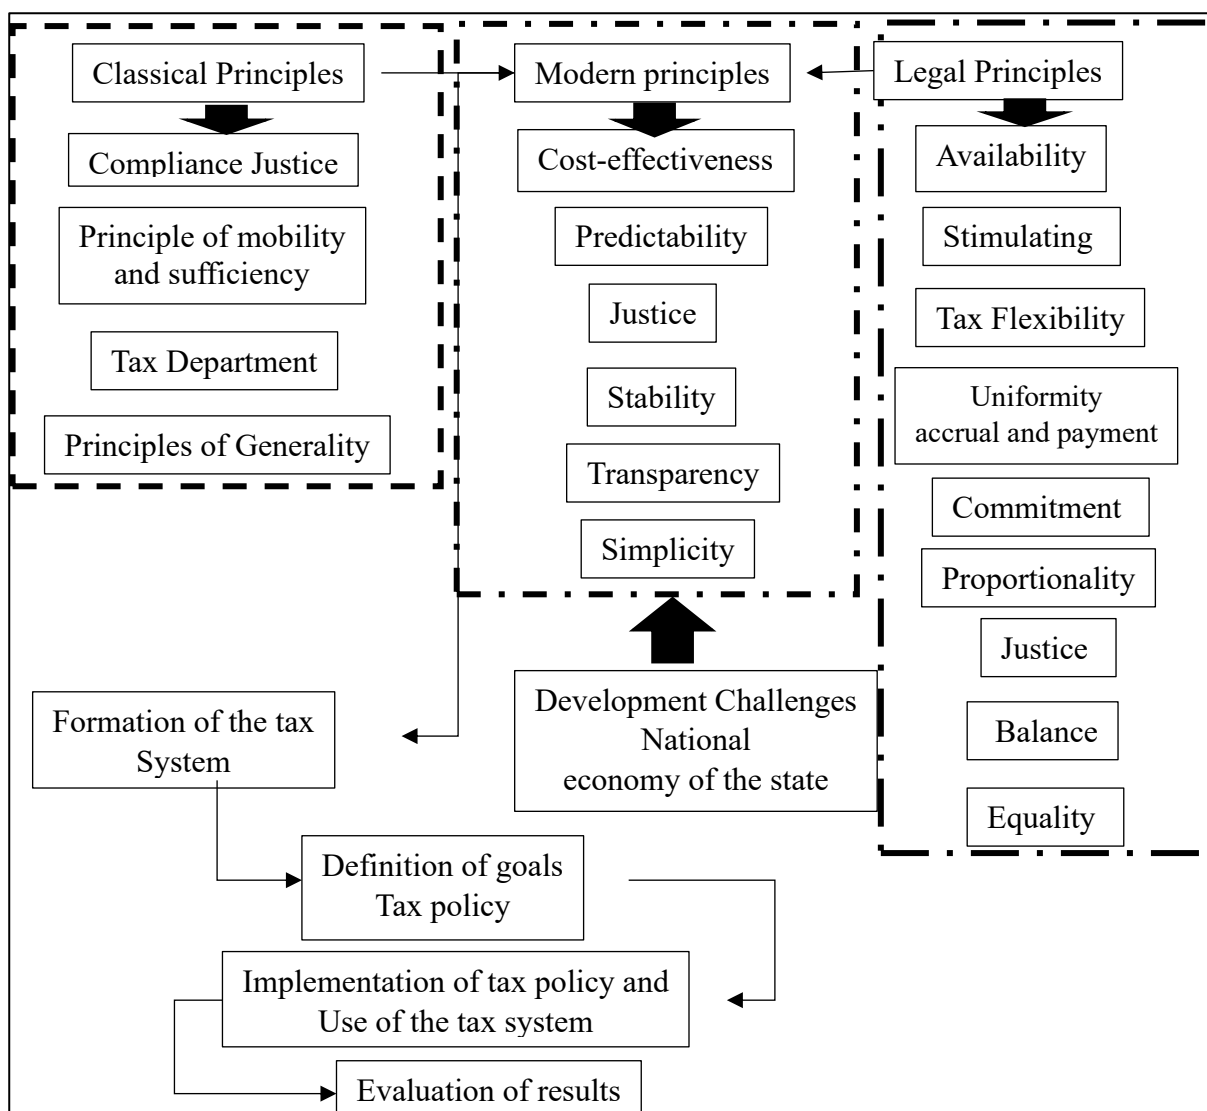 Classical Principles
Compliance Justice
Principle of mobility
and sufficiency
Tax Department
Principles of Generality
Modern principles
Cost-effectiveness
Predictability
Justice
Stability
Transparency
Simplicity
Legal Principles
Availability
Stimulating
Tax Flexibility
Uniformity
accrual and payment
Commitment
Proportionality
Justice
Balance
Equality
Development Challenges
National
economy of the state
Formation of the tax
System
Definition of goals
Tax policy
Implementation of tax policy and
Use of the tax system
Evaluation of results